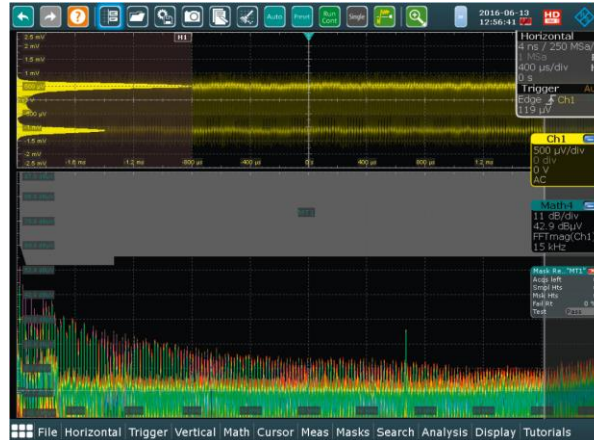 Auto
Preset
Run
Cont
Single
2016-06-13
12:56:41
HD
2.5 mV
2 mV
1.5 mV
1 mV
H1
-1.5 mV
-2 mV
-2.5 mV
-1.6 ms
-1.2 ms
-800 µs
-400 µs
0 s
400 µs
800 µs
1.2 ms
Horizontal
4 ns / 250 MSa/
1 MSa
400 µs/div
0 s
Trigger
Edge Ch1
119 µV
Ch1
500 µV/div
0 div
0 V
AC
Math4
11 dB/div
42.9 dBµV
FFTmag(Ch1)
15 kHz
MT1
Mask Re... "MT1"
Acqs left
Smpl Hts
Msk Hts
Fail Rt 0 %
Test Pass
File Horizontal Trigger Vertical Math Cursor Meas Masks Search Analysis Display Tutorials